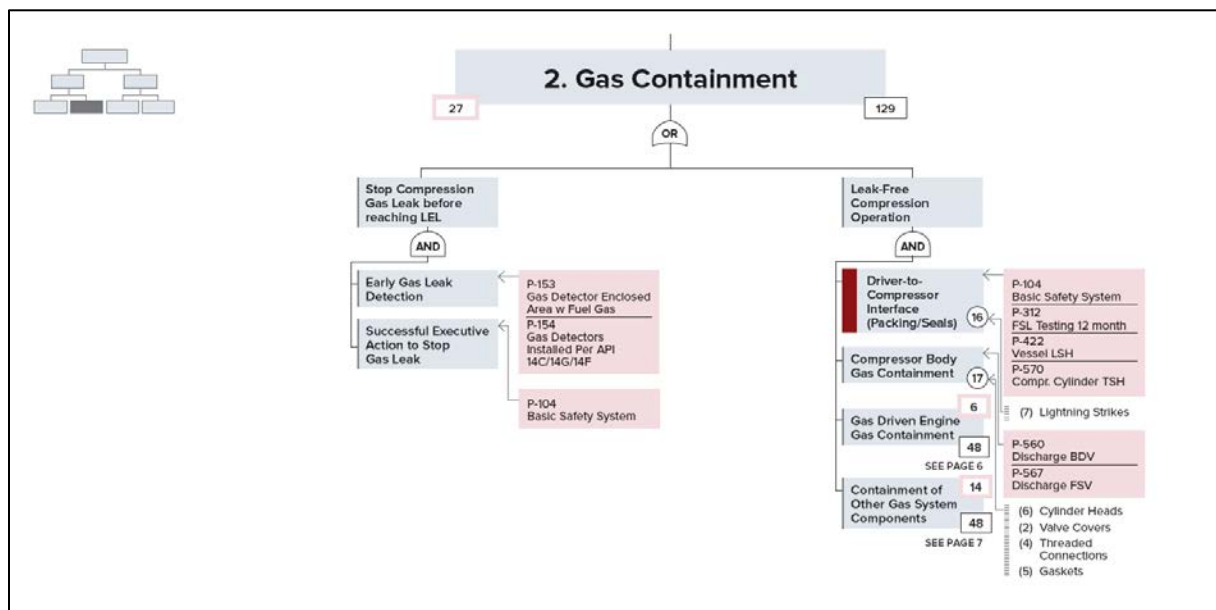 2. Gas Containment
27
129
OR
Stop Compression
Gas Leak before
reaching LEL
AND
Early Gas Leak
Detection
Successful Executive
Action to Stop
Gas Leak
P-153
Gas Detector Enclosed
Area w Fuel Gas
P-154
Gas Detectors
Installed Per API
14C/14G/14F
P-104
Basic Safety System
Leak-Free
Compression
Operation
AND
Driver-to-
Compressor
Interface
(Packing/Seals)
16
Compressor Body
Gas Containment
17
6
Gas Driven Engine
Gas Containment
48
SEE PAGE 6
14
Containment of
Other Gas System
Components
48
SEE PAGE 7
P-104
Basic Safety System
P-312
FSL Testing 12 month
P-422
Vessel LSH
P-570
Compr. Cylinder TSH
(7) Lightning Strikes
P-560
Discharge BDV
P-567
Discharge FSV
(6) Cylinder Heads
(2) Valve Covers
(4) Threaded
Connections
(5) Gaskets